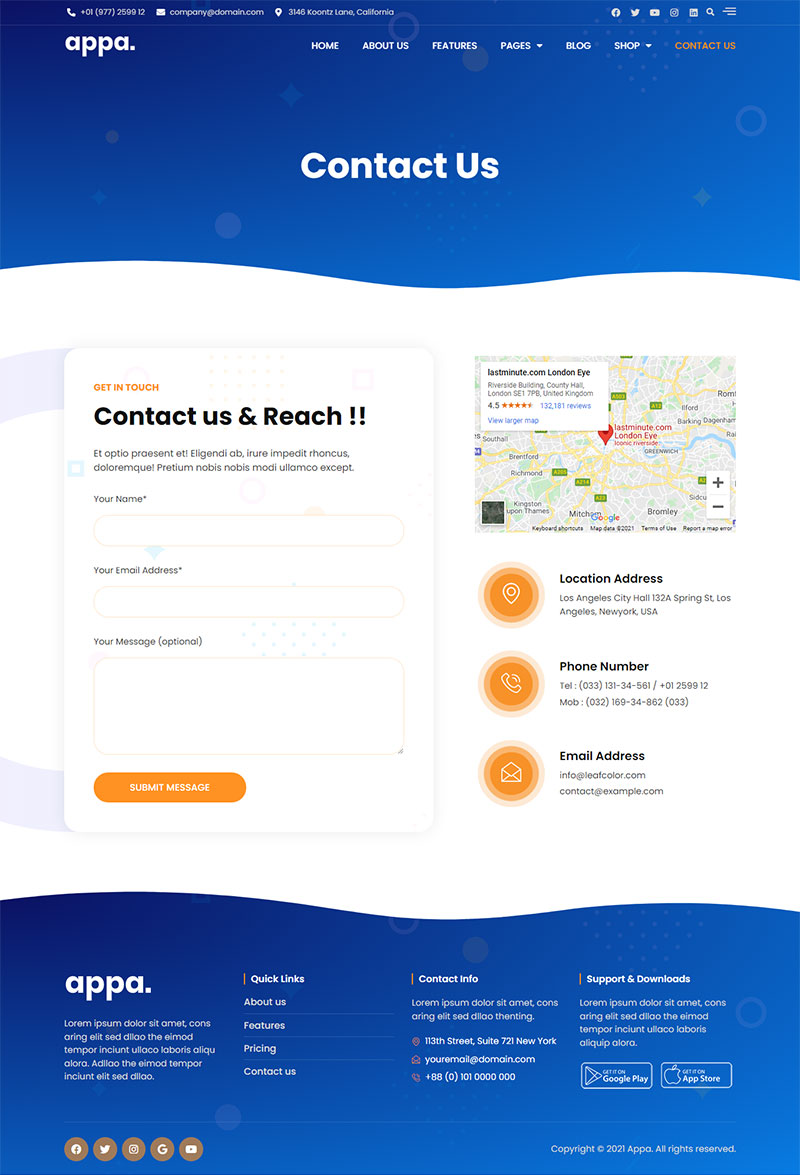 +01 (977) 2599 12 company@domain.com 3146 Koontz Lane, California
appa.
HOME ABOUT US FEATURES PAGES BLOG SHOP CONTACT US
Contact Us
GET IN TOUCH
Contact us & Reach !!
Et optio praesent et! Eligendi ab, irure impedit rhoncus,
doloremque! Pretium nobis nobis modi ullamco except.
Your Name*
Your Email Address*
Your Message (optional)
SUBMIT MESSAGE
lastminute.com London Eye
Riverside Building, County Hall,
London SE1 7PB, United Kingdom
4.5 132,181 reviews
View larger map
Romf
A503
A12
Ilford
Barking Dagenham
lastminute.com
London Eye
Iconic riverside
Southall
GREENWICH
Brentford
A205
Richmond
A214
A23
Sidcu
Kingston
upon Thames
Mitcham
Bromley
Google
Keyboard shortcuts Map data ©2021 Terms of Use Report a map error
Location Address
Los Angeles City Hall 132A Spring St, Los
Angeles, Newyork, USA
Phone Number
Tel : (033) 131-34-561 / +01 2599 12
Mob : (032) 169-34-862 (033)
Email Address
info@leafcolor.com
contact@example.com
appa.
Lorem ipsum dolor sit amet, cons
aring elit sed dllao the eimod
tempor inciunt ullaco laboris aliqu
alora. Adllao the eimod tempor
inciunt elit sed dllao.
Quick Links
About us
Features
Pricing
Contact us
Contact Info
Lorem ipsum dolor sit amet, cons
aring elit sed dllao thenting.
113th Street, Suite 721 New York
youremail@domain.com
+88 (0) 101 0000 000
Support & Downloads
Lorem ipsum dolor sit amet, cons
aring elit sed dllao the eimod
tempor inciunt ullaco laboris
aliquip alora.
GET IT ON
Google Play
GET IT ON
App Store
Copyright © 2021 Appa. All rights reserved.